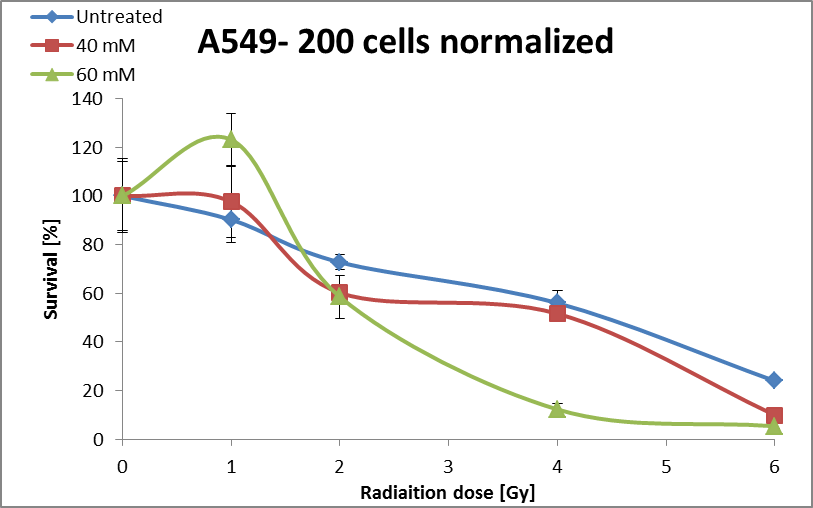 Untreated
40 mM
60 mM
A549- 200 cells normalized
140
120
100
80
60
40
20
0
Survival [%]
0 1 2 3 4 5 6
Radiaition dose [Gy]